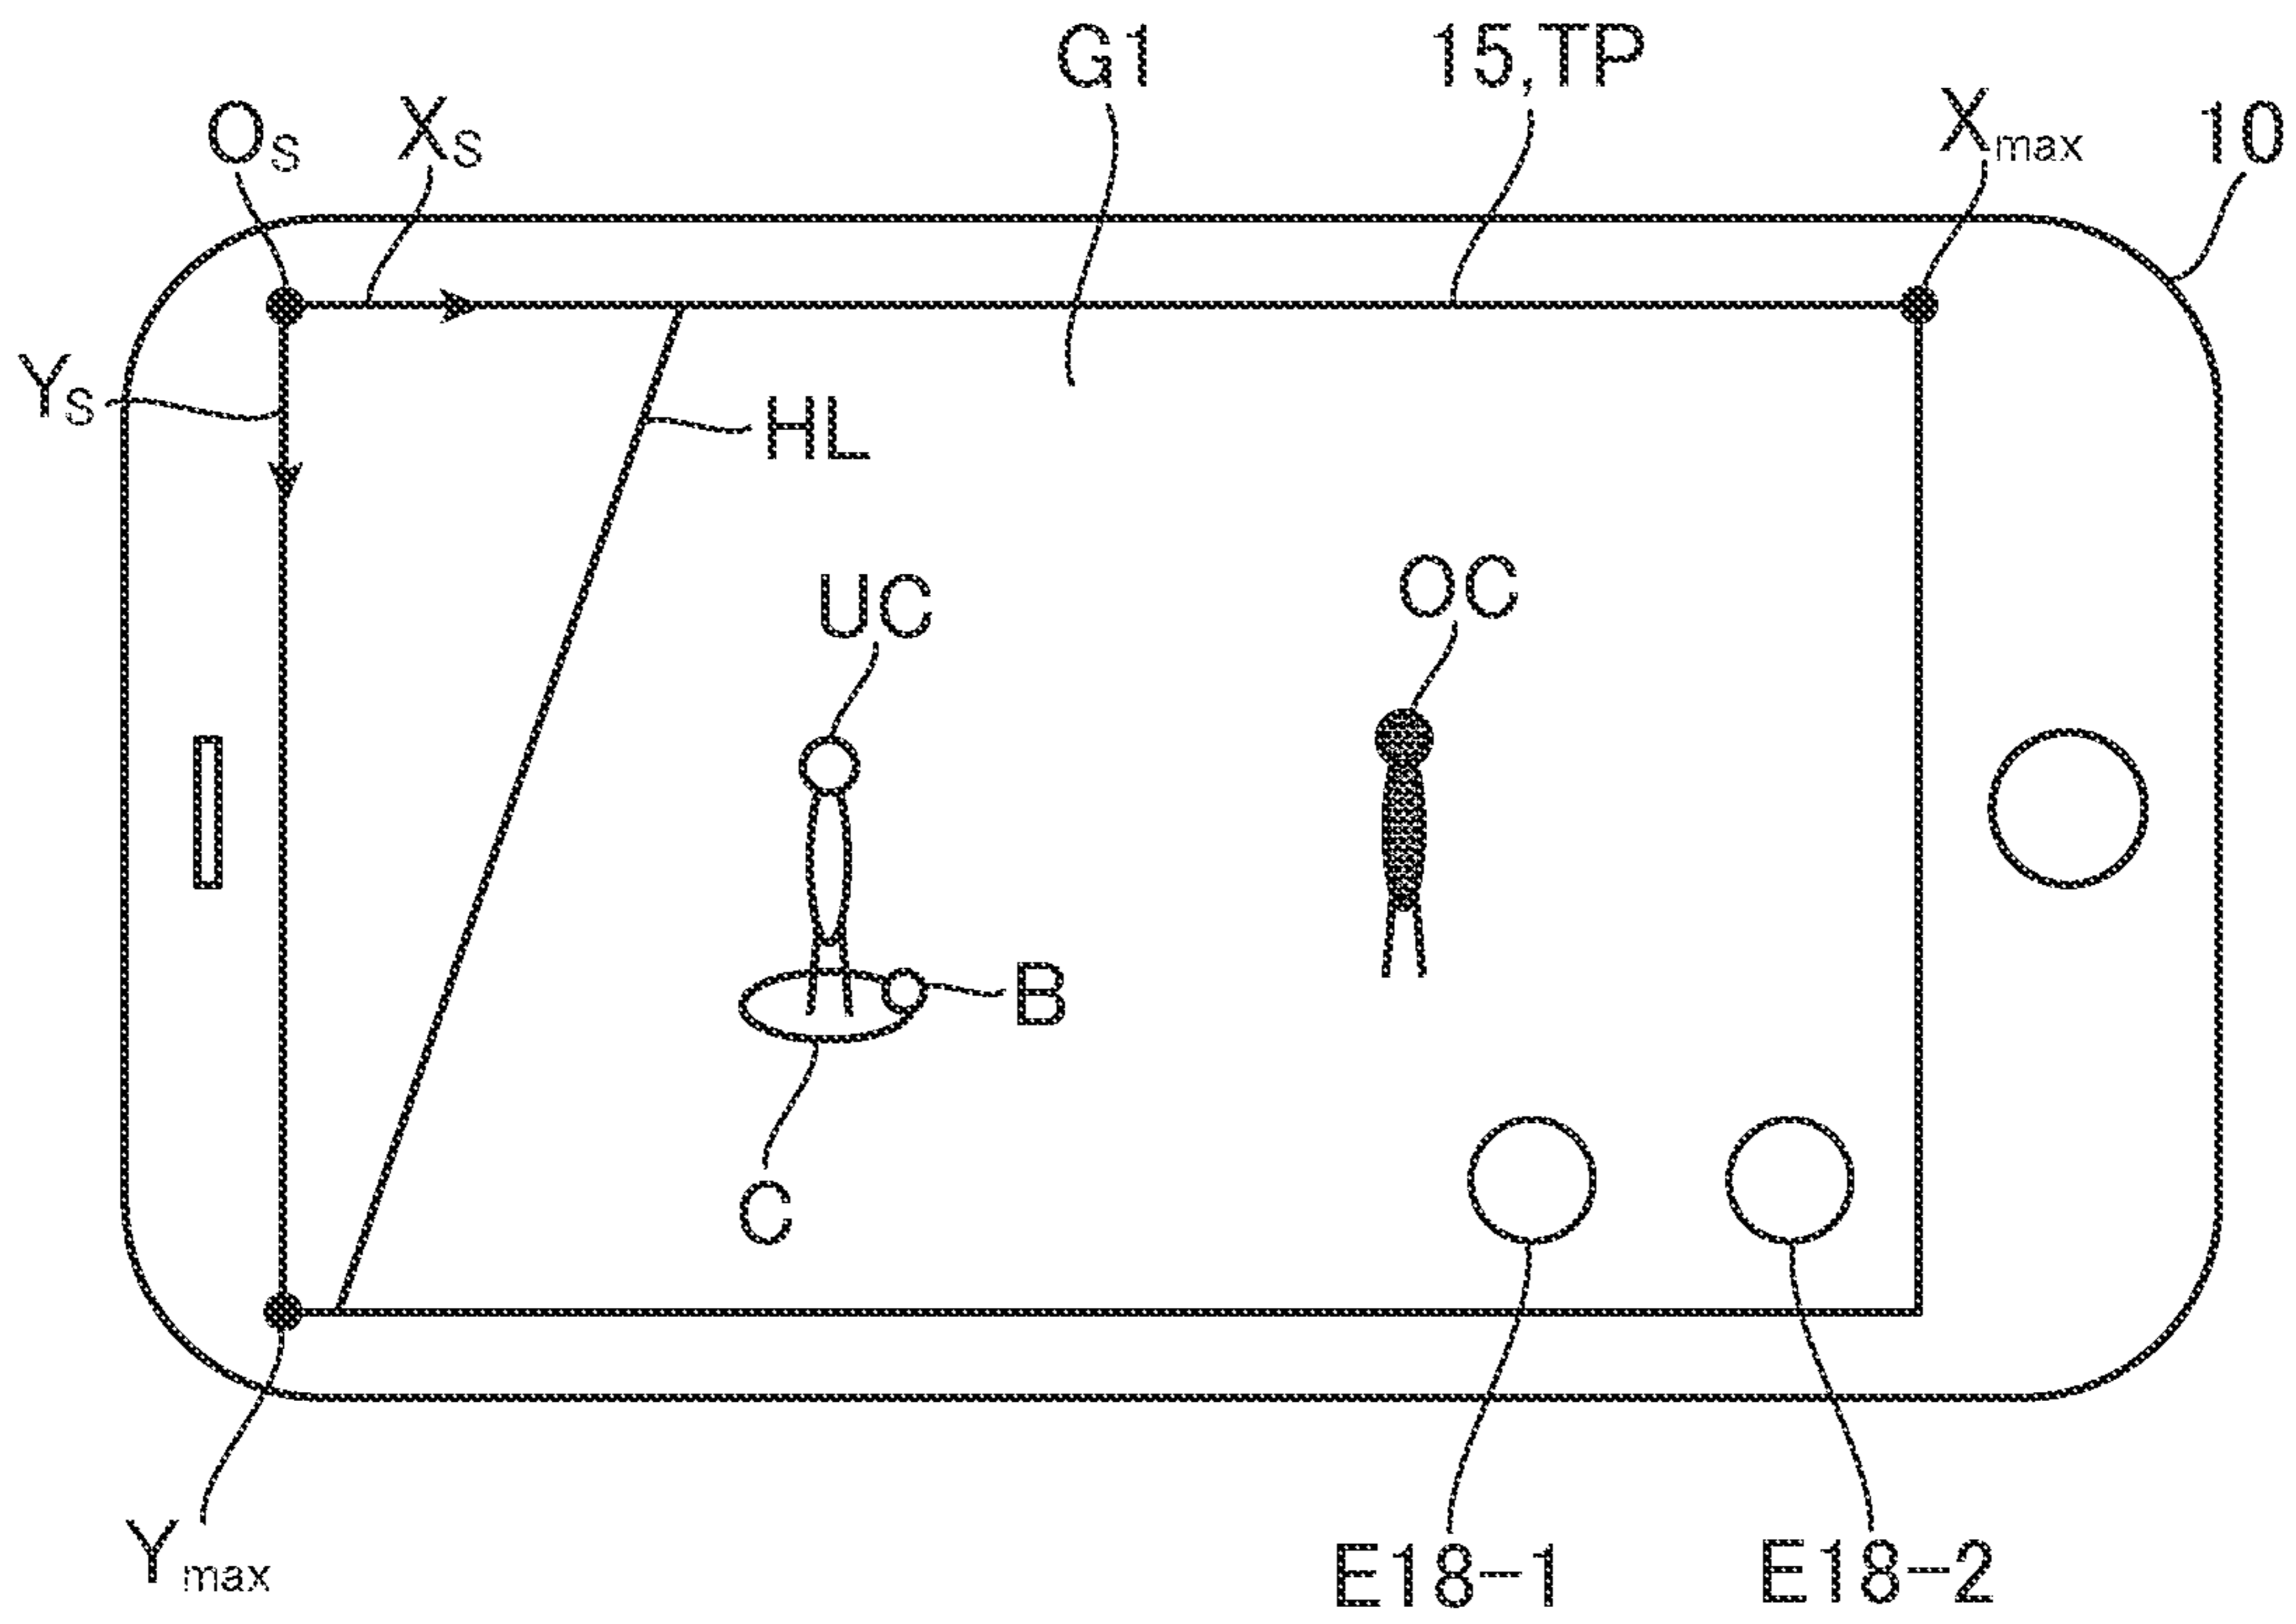 G1
15,TP
OS
XS
Xmax
10
YS
HL
UC
OC
B
C
Ymax
E18-1
E18-2